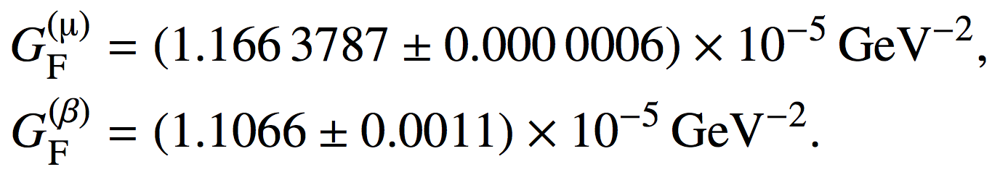 G_F^(μ) = (1.166 3787 ± 0.000 0006) × 10^−5 GeV^−2,
G_F^(β) = (1.1066 ± 0.0011) × 10^−5 GeV^−2.